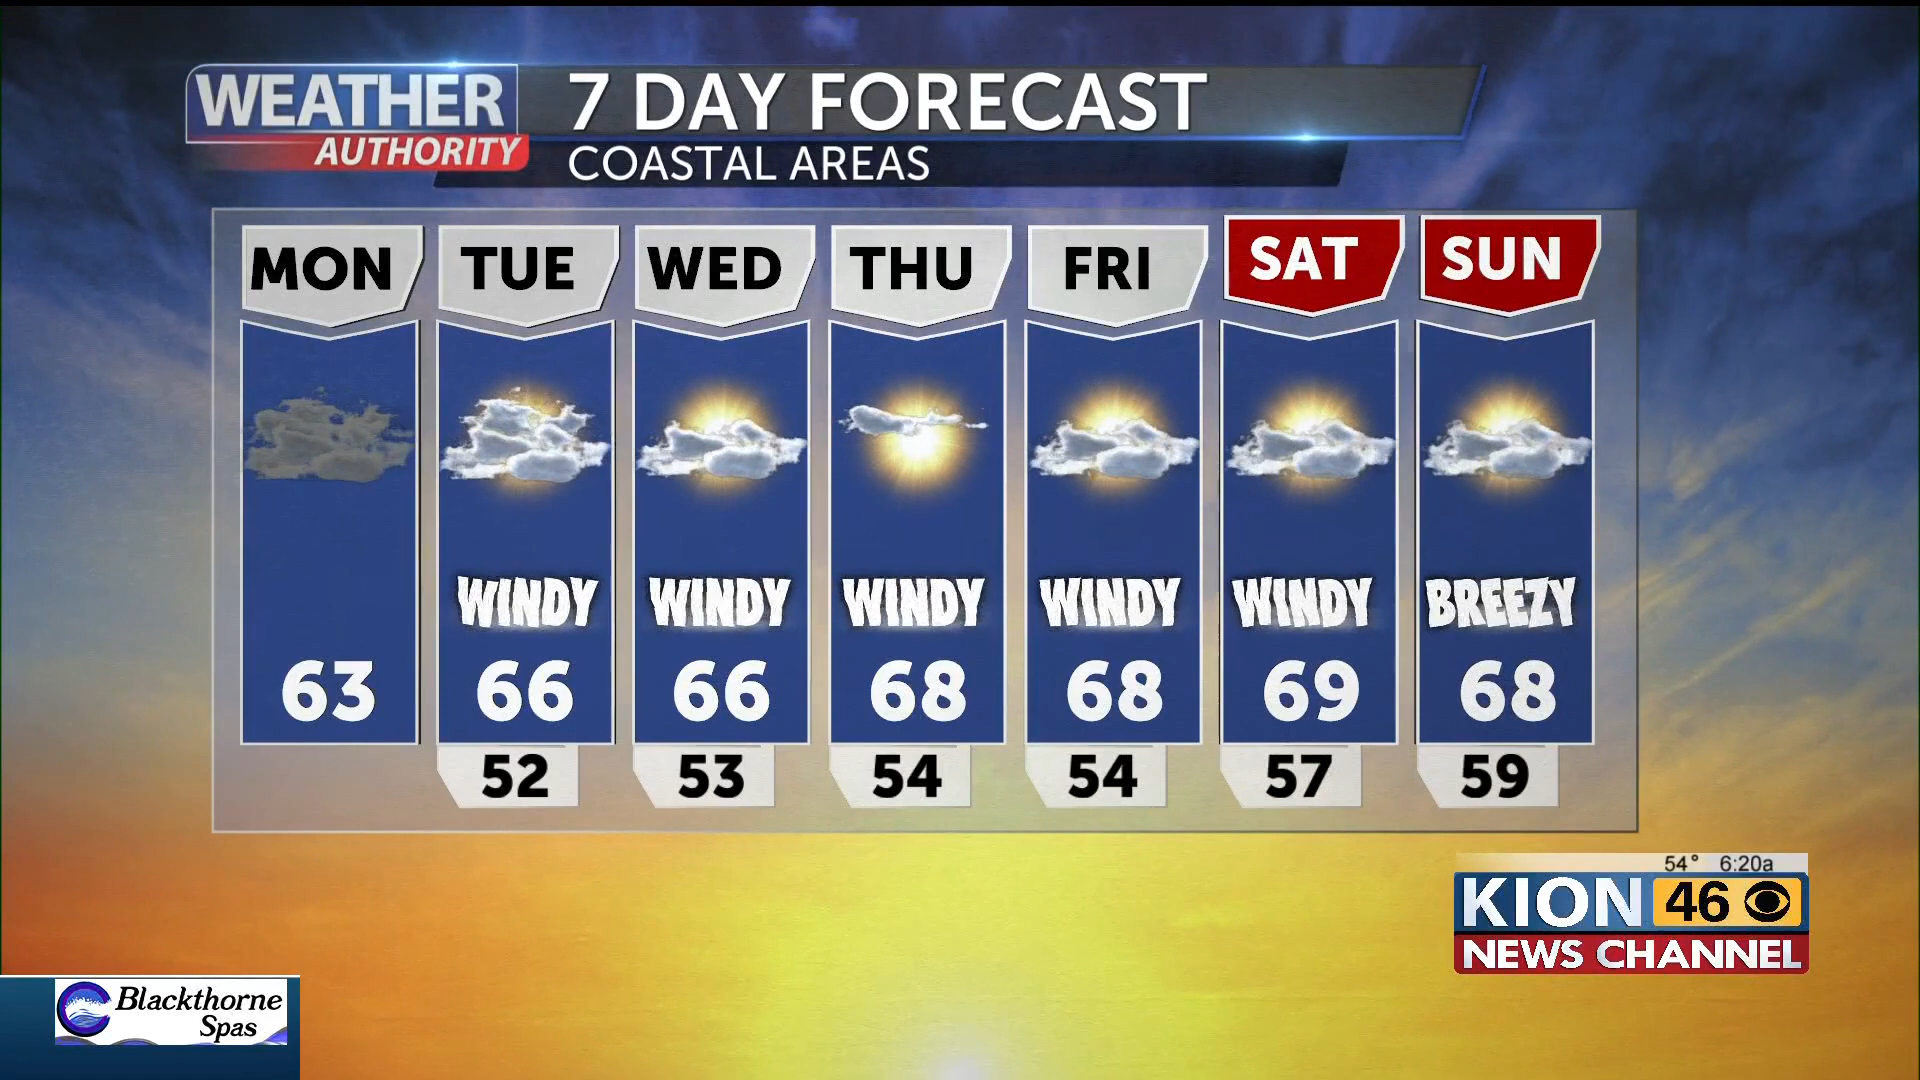 WEATHER
AUTHORITY
7 DAY FORECAST
COASTAL AREAS
MON TUE WED THU FRI SAT SUN
WINDY WINDY WINDY WINDY WINDY BREEZY
63 66 66 68 68 69 68
52 53 54 54 57 59
54° 6:20a
KION 46
NEWS CHANNEL
Blackthorne
Spas